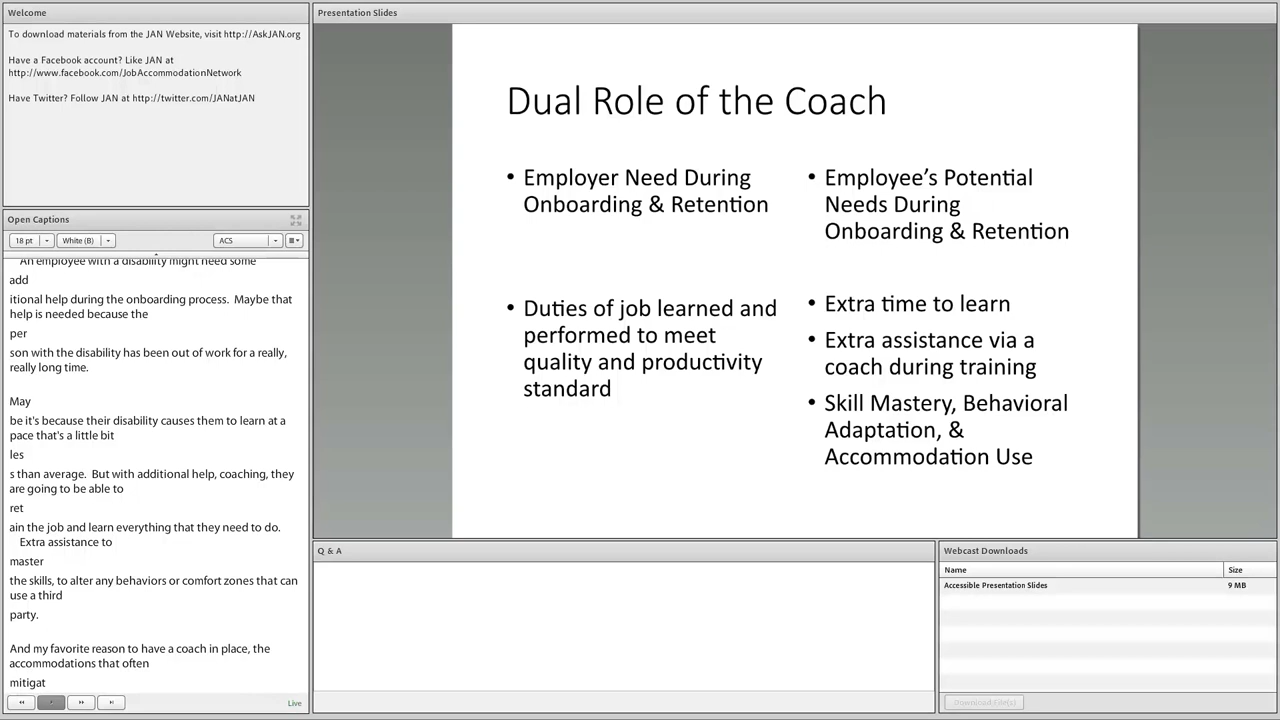 Welcome
To download materials from the JAN Website, visit http://AskJAN.org
Have a Facebook account? Like JAN at
http://www.facebook.com/JobAccommodationNetwork
Have Twitter? Follow JAN at http://twitter.com/JANatJAN
Open Captions
18 pt
White (B)
ACS
An employee with a disability might need some
add
itional help during the onboarding process. Maybe that
help is needed because the
per
son with the disability has been out of work for a really,
really long time.
May
be it's because their disability causes them to learn at a
pace that's a little bit
les
s than average. But with additional help, coaching, they
are going to be able to
ret
ain the job and learn everything that they need to do.
Extra assistance to
master
the skills, to alter any behaviors or comfort zones that can
use a third
party.
And my favorite reason to have a coach in place, the
accommodations that often
mitigat
Live
Presentation Slides
Dual Role of the Coach
• Employer Need During
Onboarding & Retention
• Duties of job learned and
performed to meet
quality and productivity
standard
• Employee's Potential
Needs During
Onboarding & Retention
• Extra time to learn
• Extra assistance via a
coach during training
• Skill Mastery, Behavioral
Adaptation, &
Accommodation Use
Q & A
Webcast Downloads
Name Size
Accessible Presentation Slides 9 MB
Download File(s)